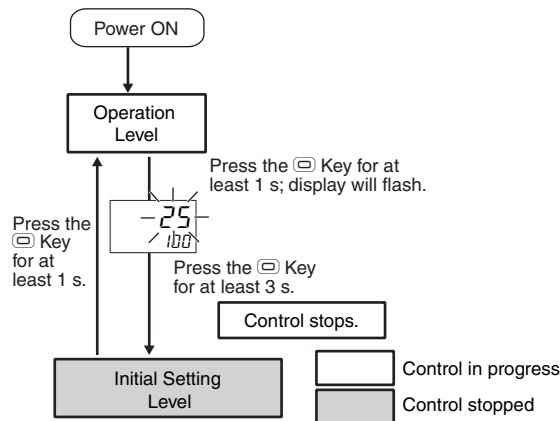 Power ON
Operation
Level
Press the Key for at
least 1 s; display will flash.
25
100
Press the
Key
for at
least 1 s.
Press the Key
for at least 3 s.
Control stops.
Initial Setting
Level
Control in progress
Control stopped